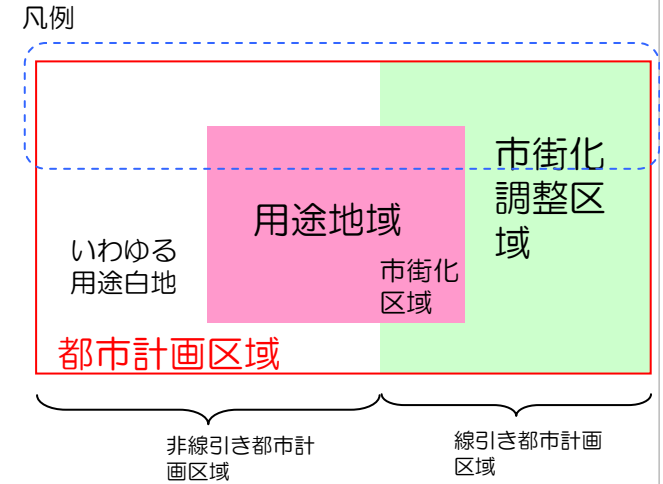 凡例
市街化
調整区
域
用途地域
いわゆる
用途白地
市街化
区域
都市計画区域
非線引き都市計
画区域
線引き都市計画
区域